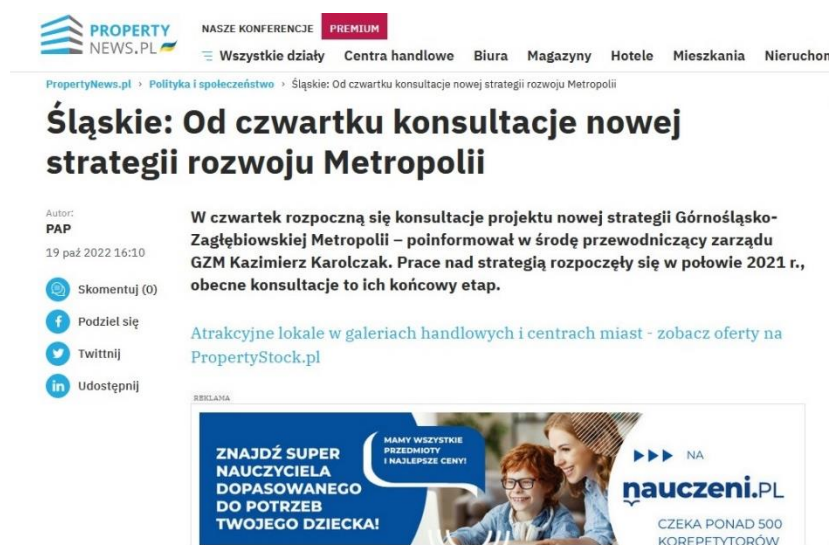 PROPERTY
NEWS.PL
NASZE KONFERENCJE PREMIUM
Wszystkie działy Centra handlowe Biura Magazyny Hotele Mieszkania Nieruchom
PropertyNews.pl › Polityka i społeczeństwo › Śląskie: Od czwartku konsultacje nowej strategii rozwoju Metropolii
Śląskie: Od czwartku konsultacje nowej
strategii rozwoju Metropolii
Autor:
PAP
19 paź 2022 16:10
Skomentuj (0)
Podziel się
Twittnij
Udostępnij
W czwartek rozpoczną się konsultacje projektu nowej strategii Górnośląsko-
Zagłębiowskiej Metropolii – poinformował w środę przewodniczący zarządu
GZM Kazimierz Karolczak. Prace nad strategią rozpoczęły się w połowie 2021 r.,
obecne konsultacje to ich końcowy etap.
Atrakcyjne lokale w galeriach handlowych i centrach miast - zobacz oferty na
PropertyStock.pl
REKLAMA
ZNAJDŹ SUPER
NAUCZYCIELA
DOPASOWANEGO
DO POTRZEB
TWOJEGO DZIECKA!
MAMY WSZYSTKIE
PRZEDMIOTY
I NAJLEPSZE CENY!
NA
nauczeni.PL
CZEKA PONAD 500
KOREPETYTORÓW